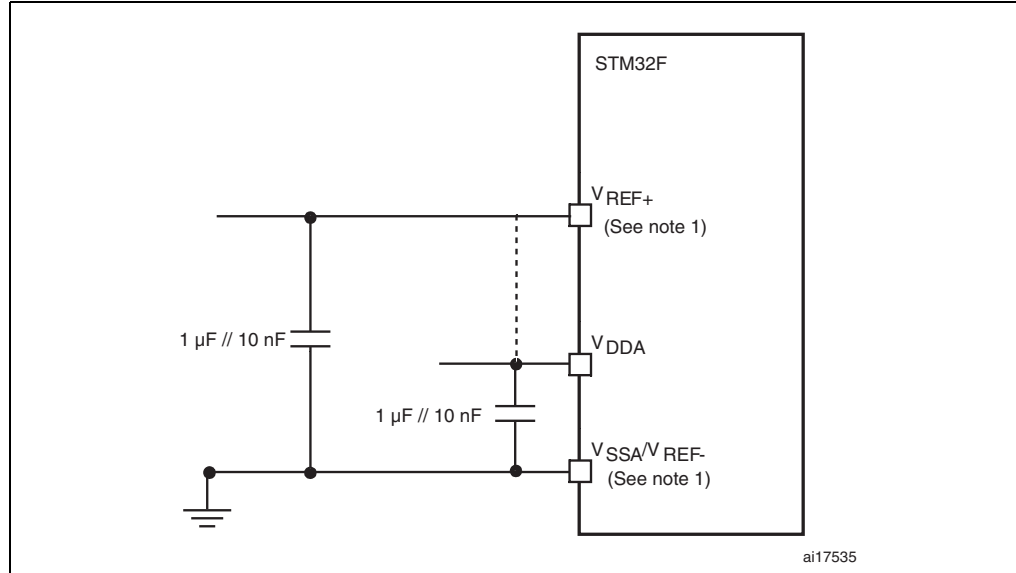 STM32F
VREF+
(See note 1)
1 µF // 10 nF
VDDA
1 µF // 10 nF
VSSA/VREF-
(See note 1)
ai17535